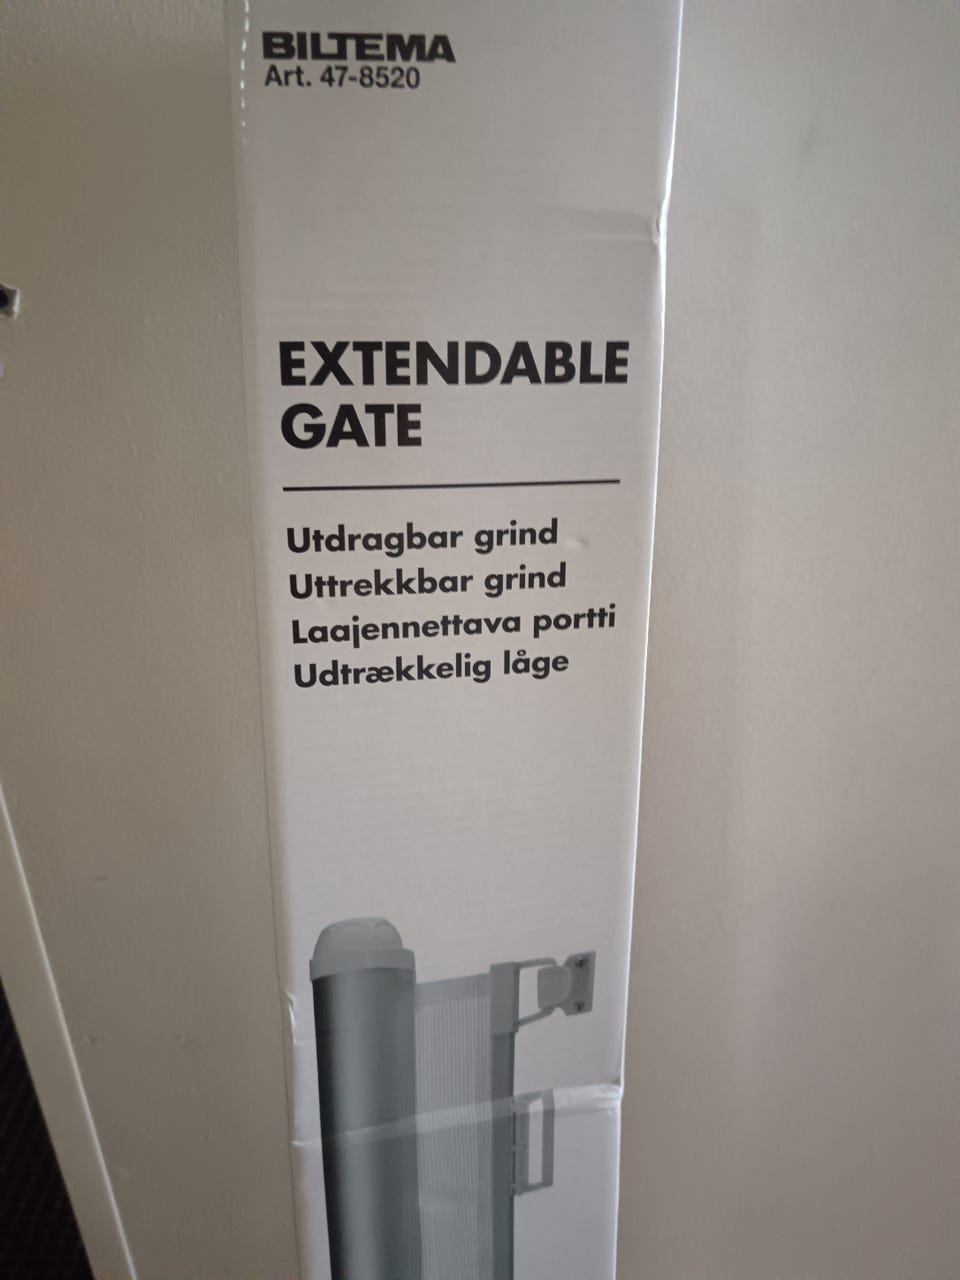 BILTEMA
Art. 47-8520
EXTENDABLE
GATE
Utdragbar grind
Uttrekkbar grind
Laajennettava portti
Udtrækkelig låge